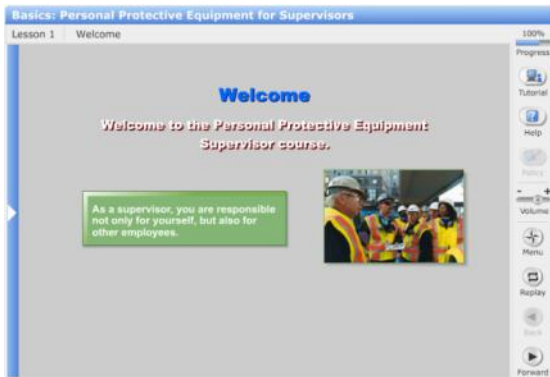 Basics: Personal Protective Equipment for Supervisors
Lesson 1 Welcome
100%
Progress
Welcome
Welcome to the Personal Protective Equipment
Supervisor course.
As a supervisor, you are responsible
not only for yourself, but also for
other employees.
Tutorial
Help
Policy
- +
Volume
Menu
Replay
Back
Forward